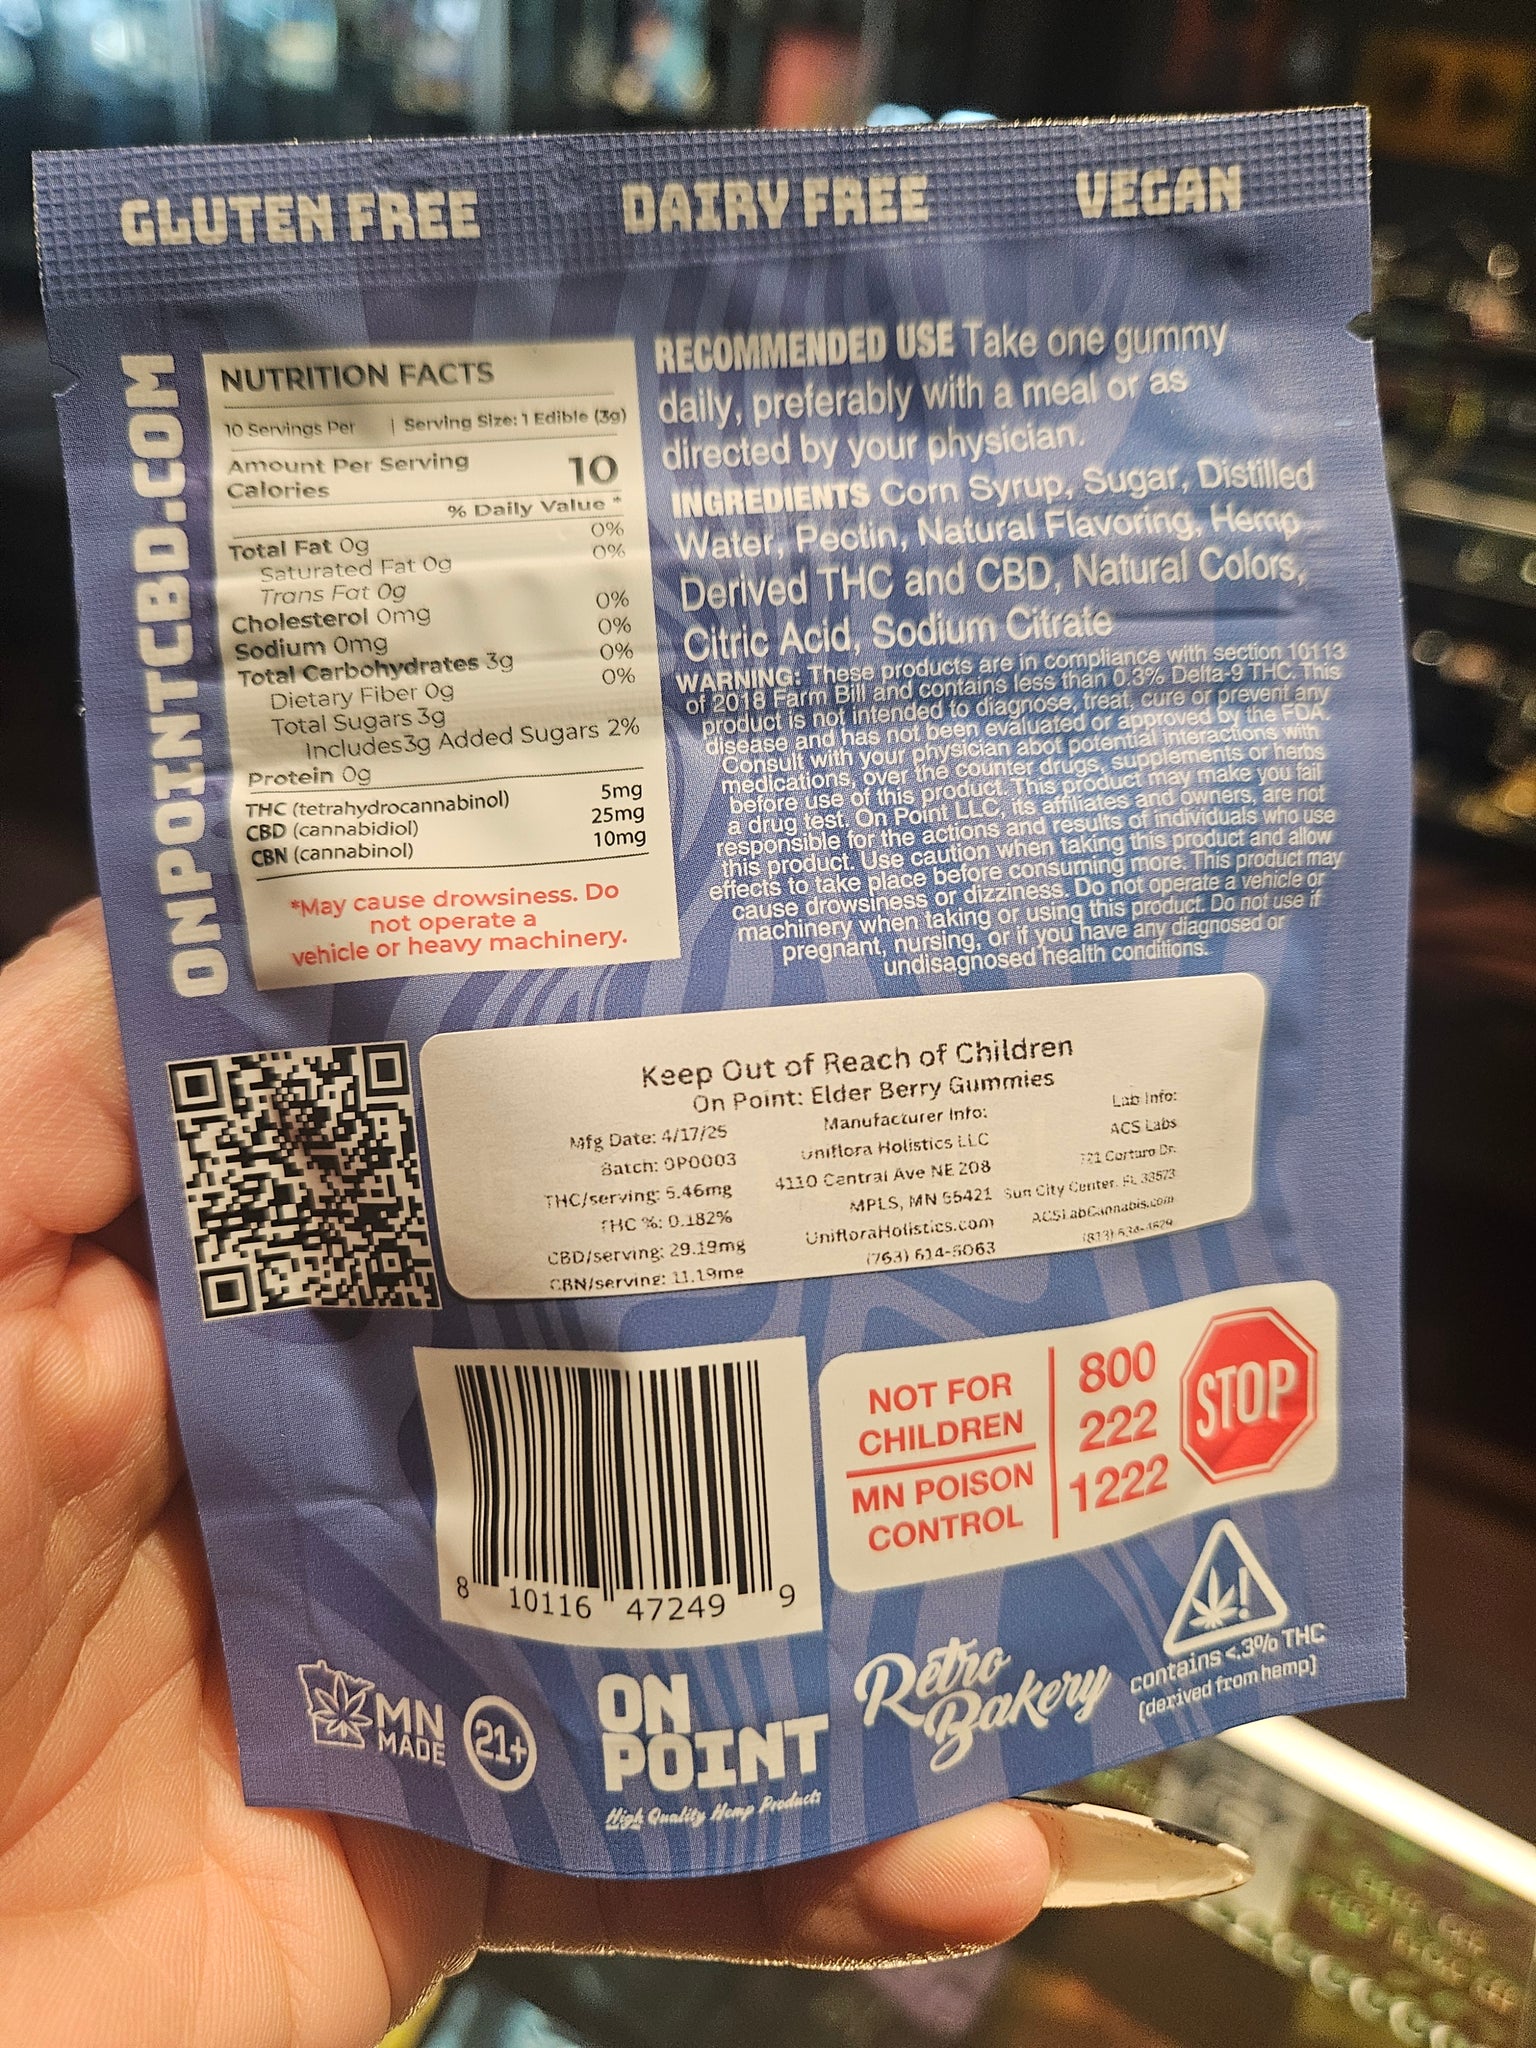 GLUTEN FREE DAIRY FREE VEGAN
ONPOINTCBD.COM
NUTRITION FACTS
10 Servings Per | Serving Size: 1 Edible (3g)
Amount Per Serving
Calories 10
% Daily Value *
Total Fat 0g 0%
Saturated Fat 0g 0%
Trans Fat 0g
Cholesterol 0mg 0%
Sodium 0mg 0%
Total Carbohydrates 3g 0%
Dietary Fiber 0g 0%
Total Sugars 3g
Includes3g Added Sugars 2%
Protein 0g
THC (tetrahydrocannabinol) 5mg
CBD (cannabidiol) 25mg
CBN (cannabinol) 10mg
*May cause drowsiness. Do
not operate a
vehicle or heavy machinery.
RECOMMENDED USE Take one gummy
daily, preferably with a meal or as
directed by your physician.
INGREDIENTS Corn Syrup, Sugar, Distilled
Water, Pectin, Natural Flavoring, Hemp
Derived THC and CBD, Natural Colors,
Citric Acid, Sodium Citrate
WARNING: These products are in compliance with section 10113
of 2018 Farm Bill and contains less than 0.3% Delta-9 THC. This
product is not intended to diagnose, treat, cure or prevent any
disease and has not been evaluated or approved by the FDA.
Consult with your physician abot potential interactions with
medications, over the counter drugs, supplements or herbs
before use of this product. This product may make you fail
a drug test. On Point LLC, its affiliates and owners, are not
responsible for the actions and results of individuals who use
this product. Use caution when taking this product and allow
effects to take place before consuming more. This product may
cause drowsiness or dizziness. Do not operate a vehicle or
machinery when taking or using this product. Do not use if
pregnant, nursing, or if you have any diagnosed or
undisagnosed health conditions.
Keep Out of Reach of Children
On Point: Elder Berry Gummies
Mfg Date: 4/17/25
Batch: OP0003
THC/serving: 5.46mg
THC %: 0.182%
CBD/serving: 29.19mg
CBN/serving: 11.19mg
Manufacturer Info:
Uniflora Holistics LLC
4110 Central Ave NE 208
MPLS, MN 55421
UnifloraHolistics.com
(763) 614-5063
Lab Info:
ACS Labs
721 Cortaro Dr.
Sun City Center, FL 33573
ACSLabCannabis.com
8 10116 47249 9
NOT FOR
CHILDREN
MN POISON
CONTROL
800
222
1222
STOP
MN
MADE
21+
ON
POINT
High Quality Hemp Products
Retro
Bakery
!
contains <.3% THC
[derived from hemp]